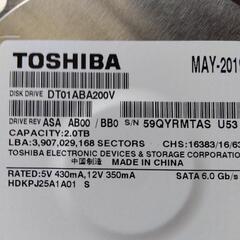 TOSHIBA MAY-201
DISK DRIVE DT01ABA200V
DRIVE REV ASA AB00 / BB0 S/N 59QYRMTAS U53
CAPACITY:2.0TB
LBA: 3,907,029,168 SECTORS CHS: 16383/16/63
TOSHIBA ELECTRONIC DEVICES & STORAGE CORPORATION
中国制造 MADE IN CHINA
RATED:5V 430mA,12V 350mA SATA 6.0 Gb/s
HDKPJ25A1A01 S